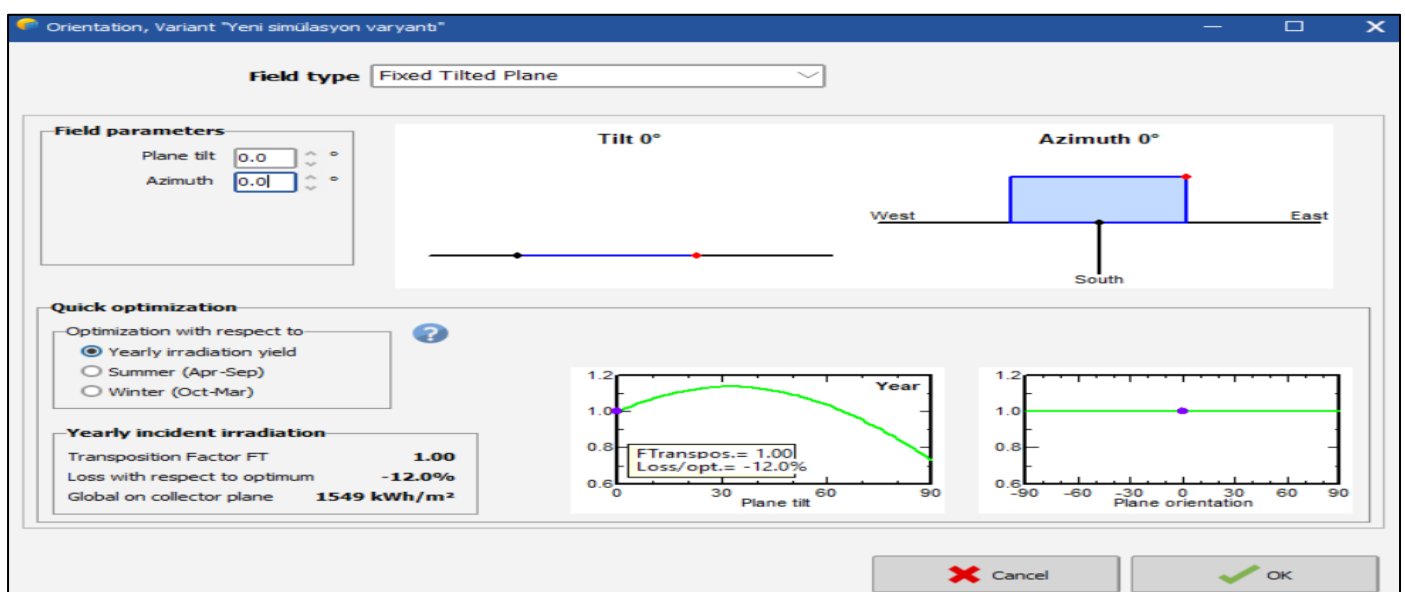 Orientation, Variant "Yeni simülasyon varyantı"
Field type Fixed Tilted Plane
Field parameters
Plane tilt 0.0 °
Azimuth 0.0 °
Tilt 0°
Azimuth 0°
West East
South
Quick optimization
Optimization with respect to
Yearly irradiation yield
Summer (Apr-Sep)
Winter (Oct-Mar)
?
Yearly incident irradiation
Transposition Factor FT 1.00
Loss with respect to optimum -12.0%
Global on collector plane 1549 kWh/m²
1.2
Year
1.0
0.8
FTranspos.= 1.00
Loss/opt.= -12.0%
0.6
0 30 60 90
Plane tilt
1.2
1.0
0.8
0.6
-90 -60 -30 0 30 60 90
Plane orientation
Cancel
OK